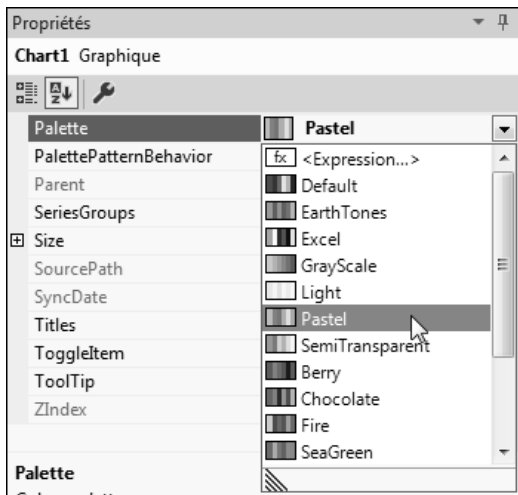 Propriétés
Chart1 Graphique
Palette
Pastel
PalettePatternBehavior
fx <Expression...>
Parent
Default
SeriesGroups
EarthTones
Size
Excel
SourcePath
GrayScale
SyncDate
Light
Titles
Pastel
ToggleItem
SemiTransparent
ToolTip
Berry
ZIndex
Chocolate
Fire
SeaGreen
Palette